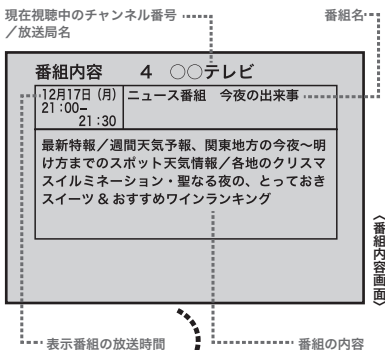 現在視聴中のチャンネル番号
／放送局名
番組名
番組内容　4　○○テレビ
12月17日（月）
21：00−
21：30
ニュース番組　今夜の出来事
最新特報／週間天気予報、関東地方の今夜〜明
け方までのスポット天気情報／各地のクリスマ
スイルミネーション・聖なる夜の、とっておき
スイーツ & おすすめワインランキング
〈番組内容画面〉
表示番組の放送時間
番組の内容